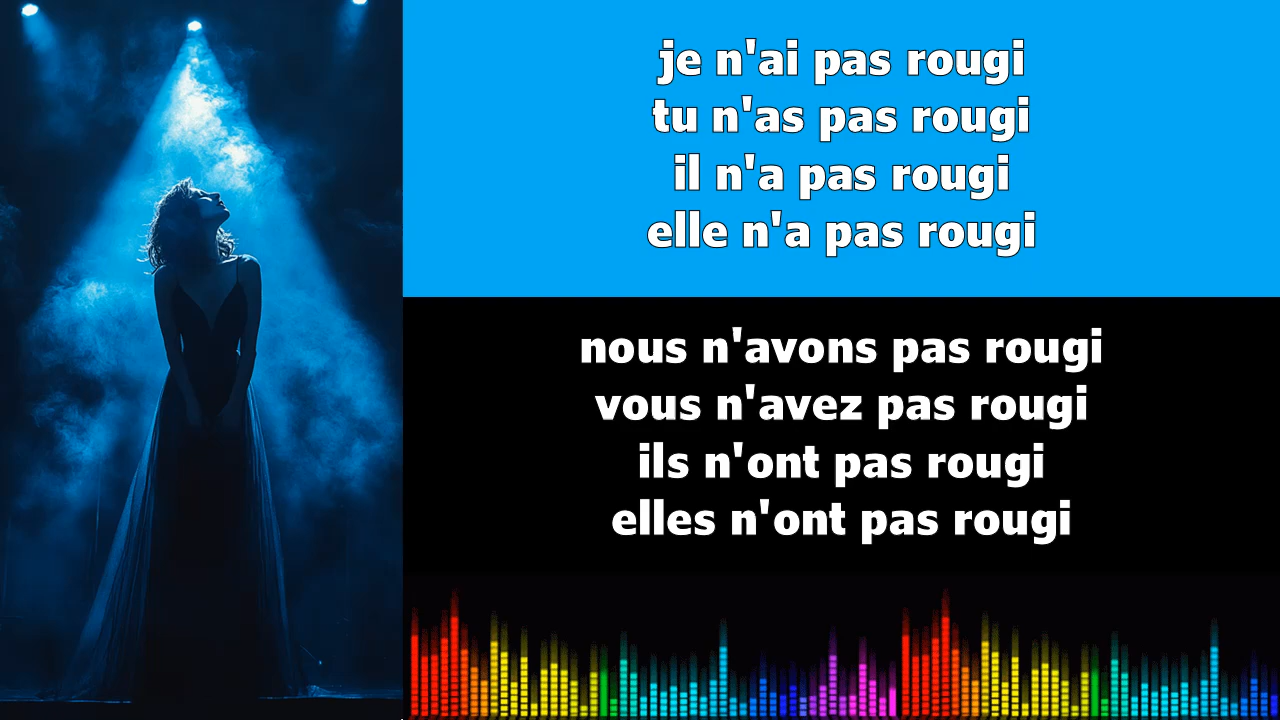 je n'ai pas rougi
tu n'as pas rougi
il n'a pas rougi
elle n'a pas rougi
nous n'avons pas rougi
vous n'avez pas rougi
ils n'ont pas rougi
elles n'ont pas rougi